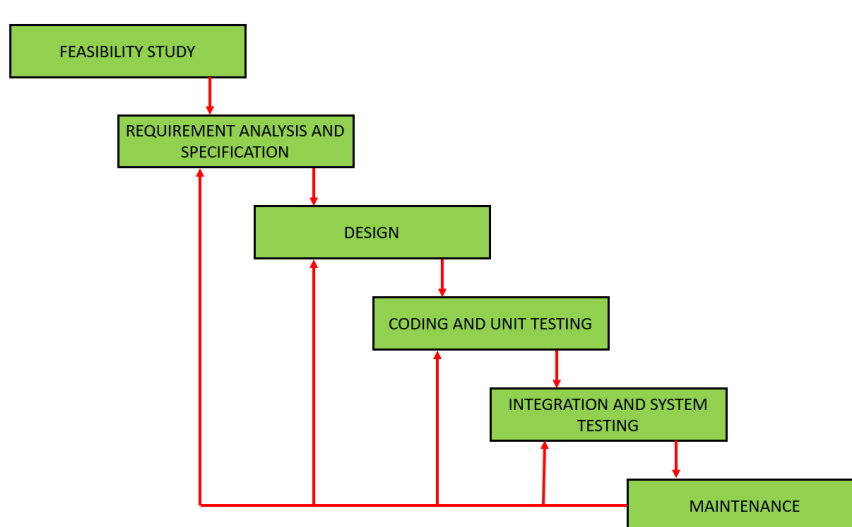 FEASIBILITY STUDY
REQUIREMENT ANALYSIS AND
SPECIFICATION
DESIGN
CODING AND UNIT TESTING
INTEGRATION AND SYSTEM
TESTING
MAINTENANCE